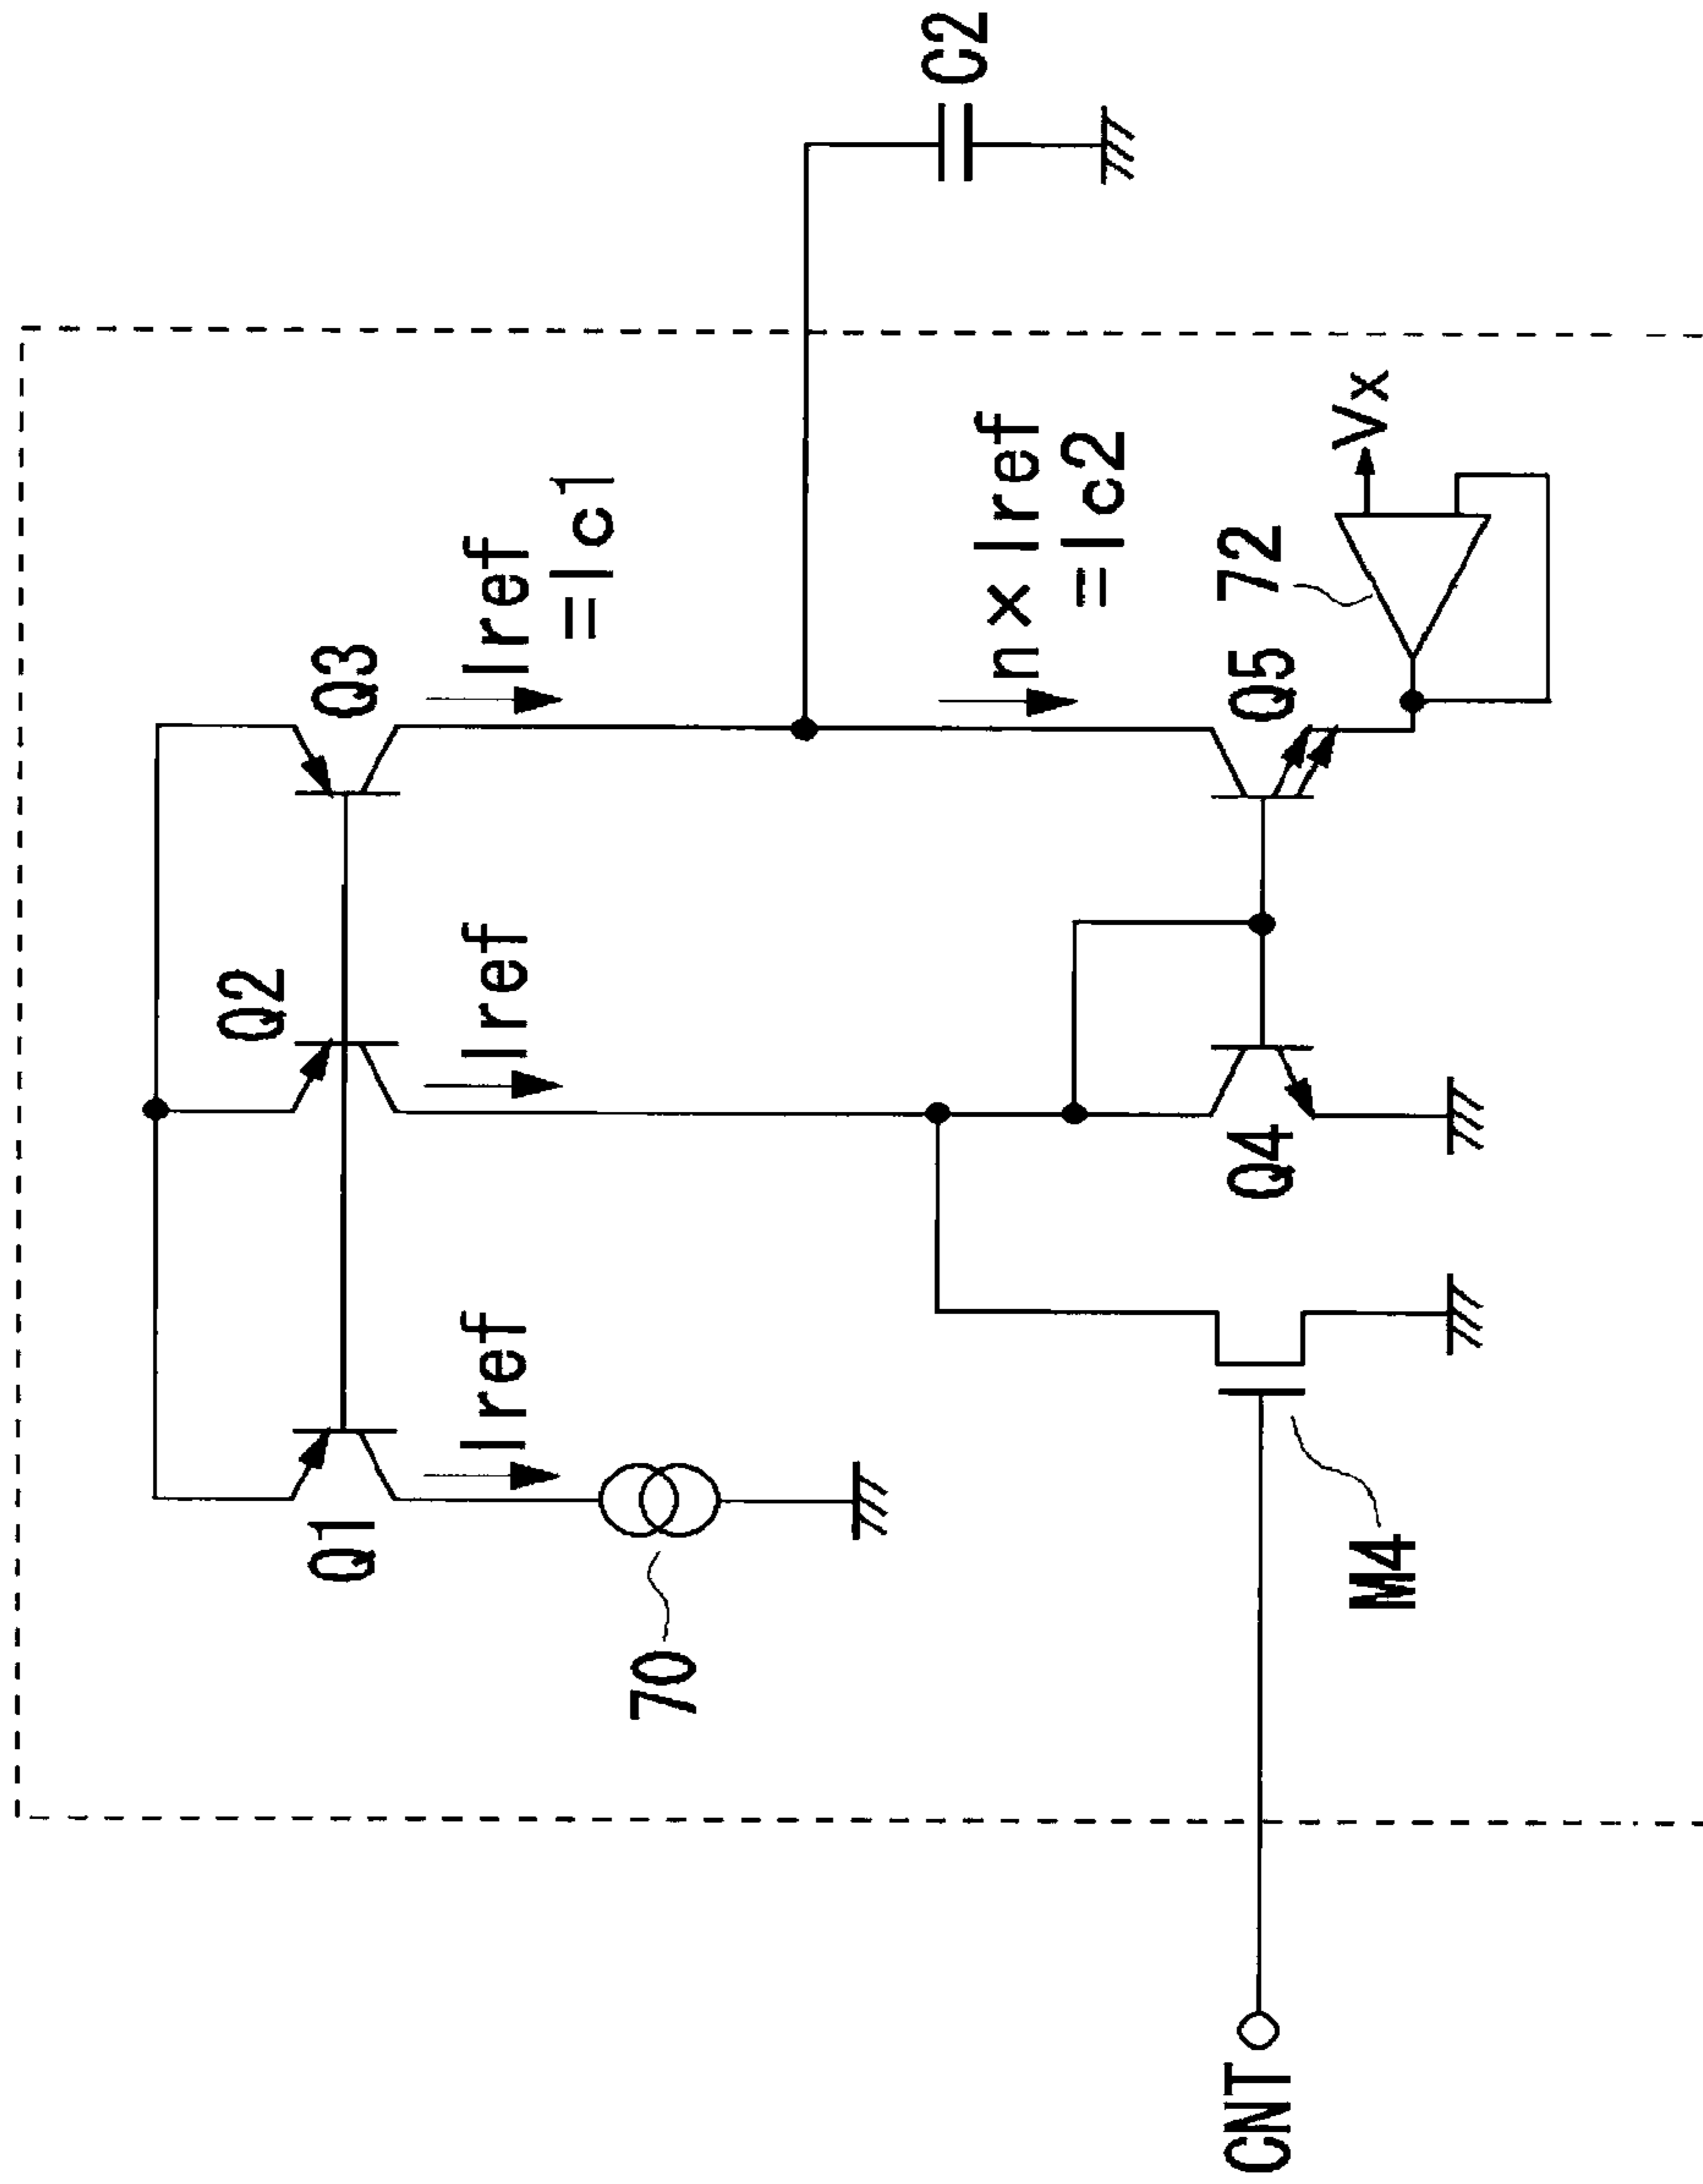 Q2
Q1
Q3
Iref
Iref
Iref
=Ic1
70
C2
n×Iref
=Ic2
CNT
Q4
Q5
72
Vx
M4